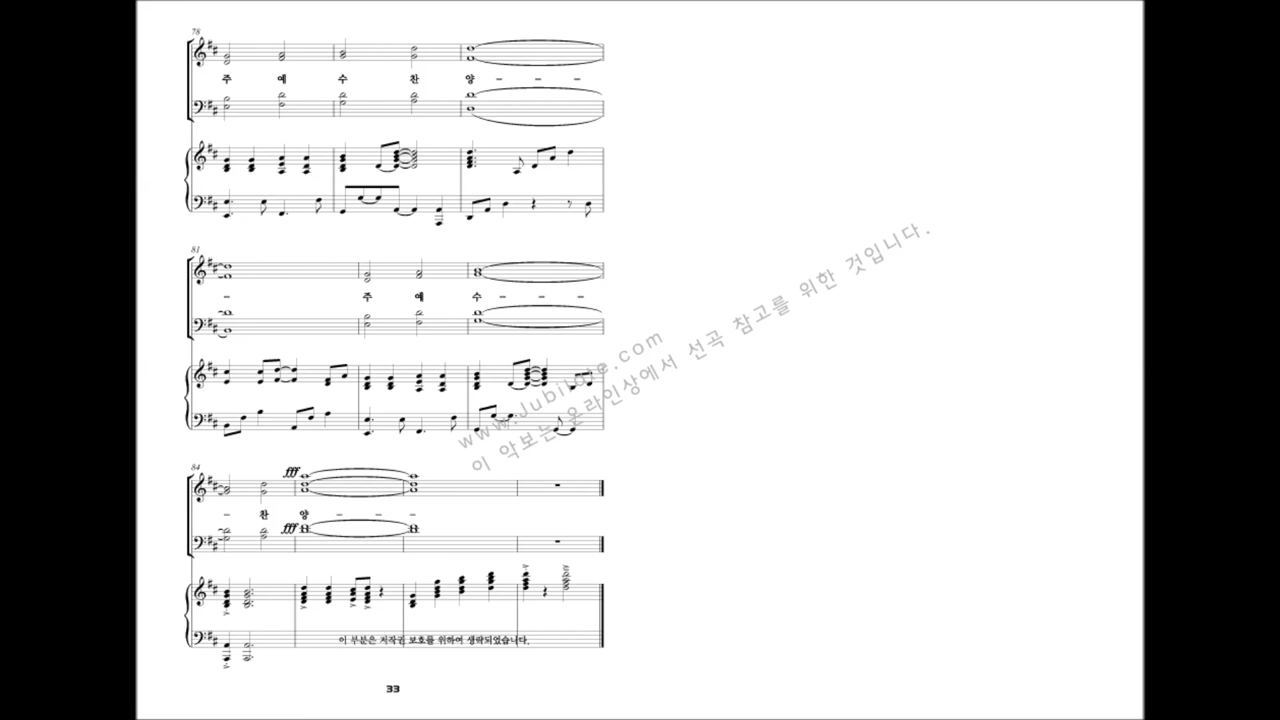 78
주 예 수 찬 양 - - -
81
- 주 예 수 - - -
www.Jubilove.com
이 악보는 온라인상에서 선곡 참고를 위한 것입니다.
84
fff
- 찬 양 - - -
fff
이 부분은 저작권 보호를 위하여 생략되었습니다.
33